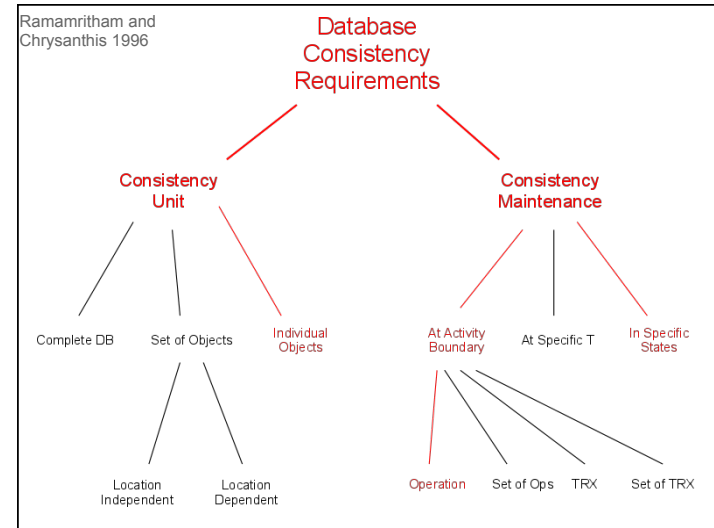 Ramamritham and
Chrysanthis 1996
Database
Consistency
Requirements
Consistency
Unit
Consistency
Maintenance
Complete DB
Set of Objects
Individual
Objects
At Activity
Boundary
At Specific T
In Specific
States
Location
Independent
Location
Dependent
Operation
Set of Ops
TRX
Set of TRX